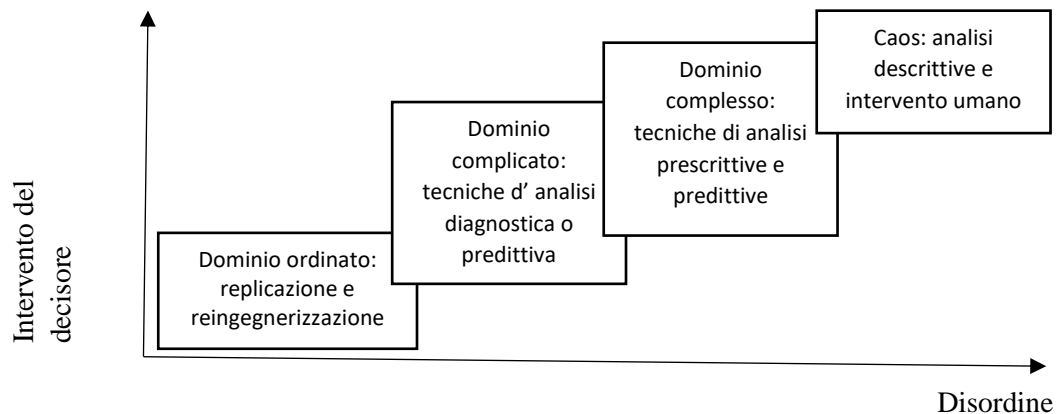 Intervento del
decisore
Dominio ordinato:
replicazione e
reingegnerizzazione
Dominio
complicato:
tecniche d’ analisi
diagnostica o
predittiva
Dominio
complesso:
tecniche di analisi
prescrittive e
predittive
Caos: analisi
descrittive e
intervento umano
Disordine